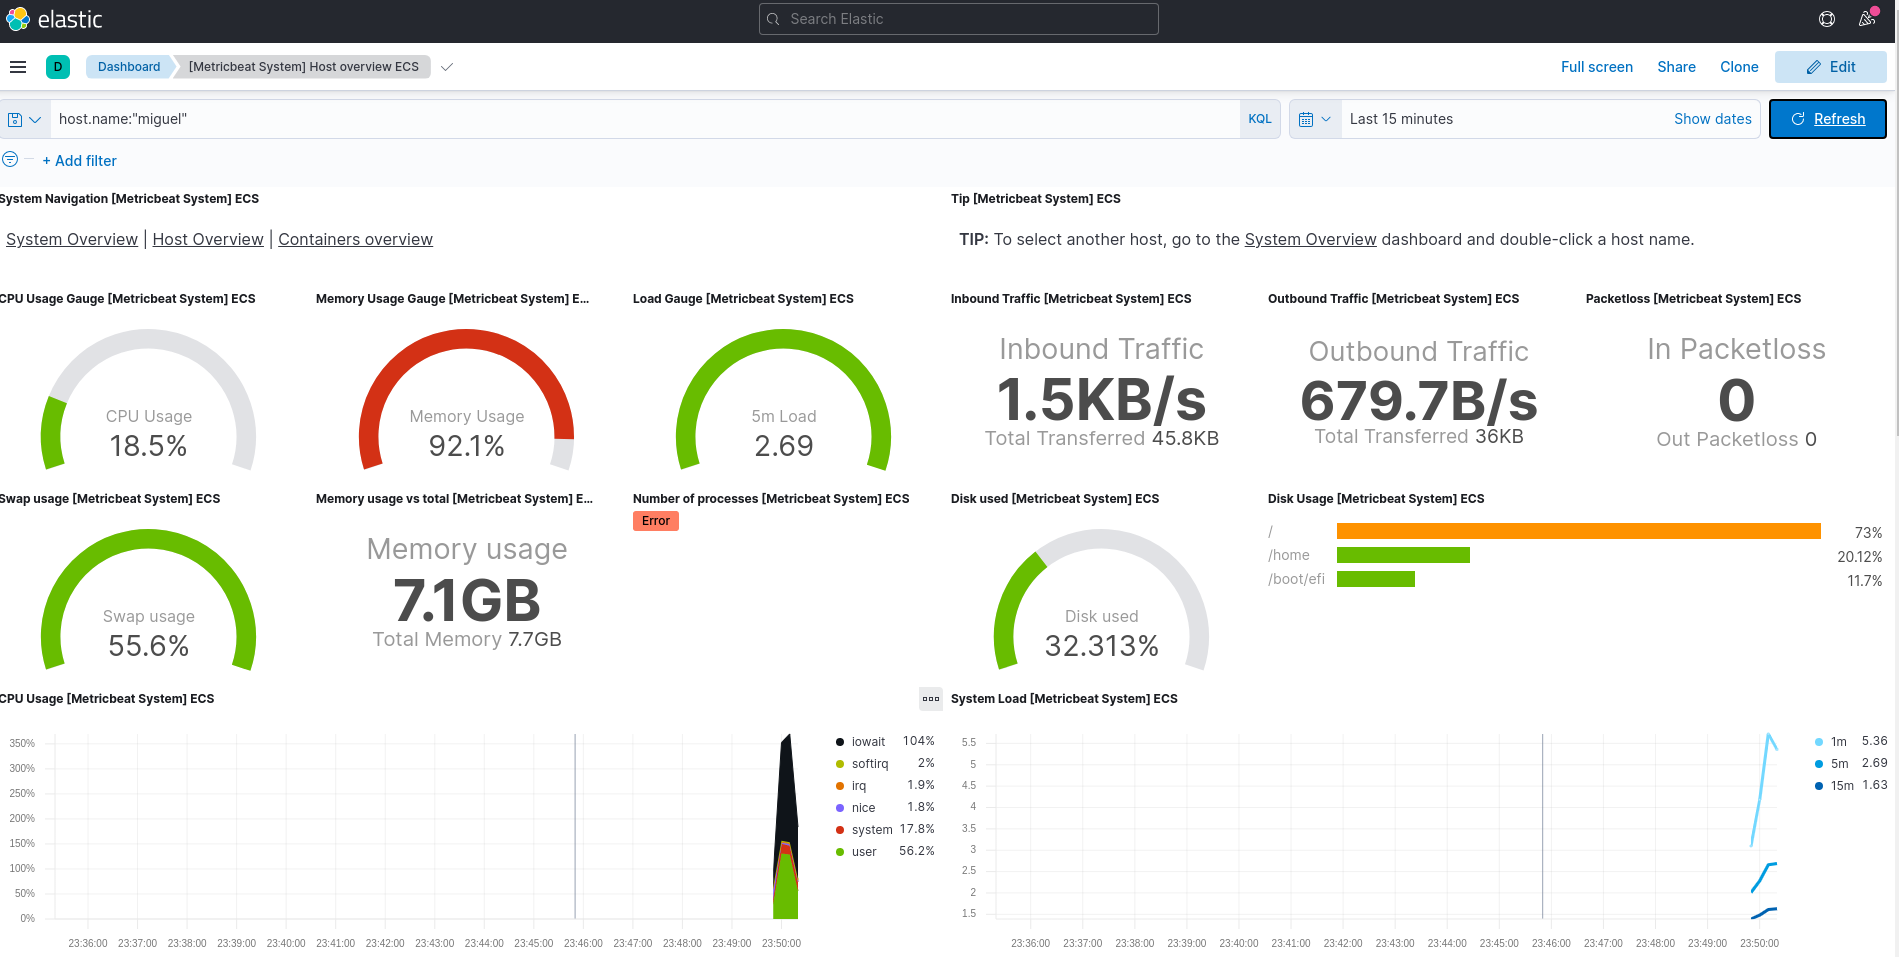 elastic
Search Elastic
D
Dashboard
[Metricbeat System] Host overview ECS
Full screen
Share
Clone
Edit
host.name:"miguel"
KQL
Last 15 minutes
Show dates
Refresh
+ Add filter
System Navigation [Metricbeat System] ECS
Tip [Metricbeat System] ECS
System Overview | Host Overview | Containers overview
TIP: To select another host, go to the System Overview dashboard and double-click a host name.
CPU Usage Gauge [Metricbeat System] ECS
CPU Usage
18.5%
Memory Usage Gauge [Metricbeat System] E...
Memory Usage
92.1%
Load Gauge [Metricbeat System] ECS
5m Load
2.69
Inbound Traffic [Metricbeat System] ECS
Inbound Traffic
1.5KB/s
Total Transferred 45.8KB
Outbound Traffic [Metricbeat System] ECS
Outbound Traffic
679.7B/s
Total Transferred 36KB
Packetloss [Metricbeat System] ECS
In Packetloss
0
Out Packetloss 0
Swap usage [Metricbeat System] ECS
Swap usage
55.6%
Memory usage vs total [Metricbeat System] E...
Memory usage
7.1GB
Total Memory 7.7GB
Number of processes [Metricbeat System] ECS
Error
Disk used [Metricbeat System] ECS
Disk used
32.313%
Disk Usage [Metricbeat System] ECS
/ 73%
/home 20.12%
/boot/efi 11.7%
CPU Usage [Metricbeat System] ECS
350%
300%
250%
200%
150%
100%
50%
0%
23:36:00 23:37:00 23:38:00 23:39:00 23:40:00 23:41:00 23:42:00 23:43:00 23:44:00 23:45:00 23:46:00 23:47:00 23:48:00 23:49:00 23:50:00
iowait 104%
softirq 2%
irq 1.9%
nice 1.8%
system 17.8%
user 56.2%
System Load [Metricbeat System] ECS
5.5
5
4.5
4
3.5
3
2.5
2
1.5
23:36:00 23:37:00 23:38:00 23:39:00 23:40:00 23:41:00 23:42:00 23:43:00 23:44:00 23:45:00 23:46:00 23:47:00 23:48:00 23:49:00 23:50:00
1m 5.36
5m 2.69
15m 1.63